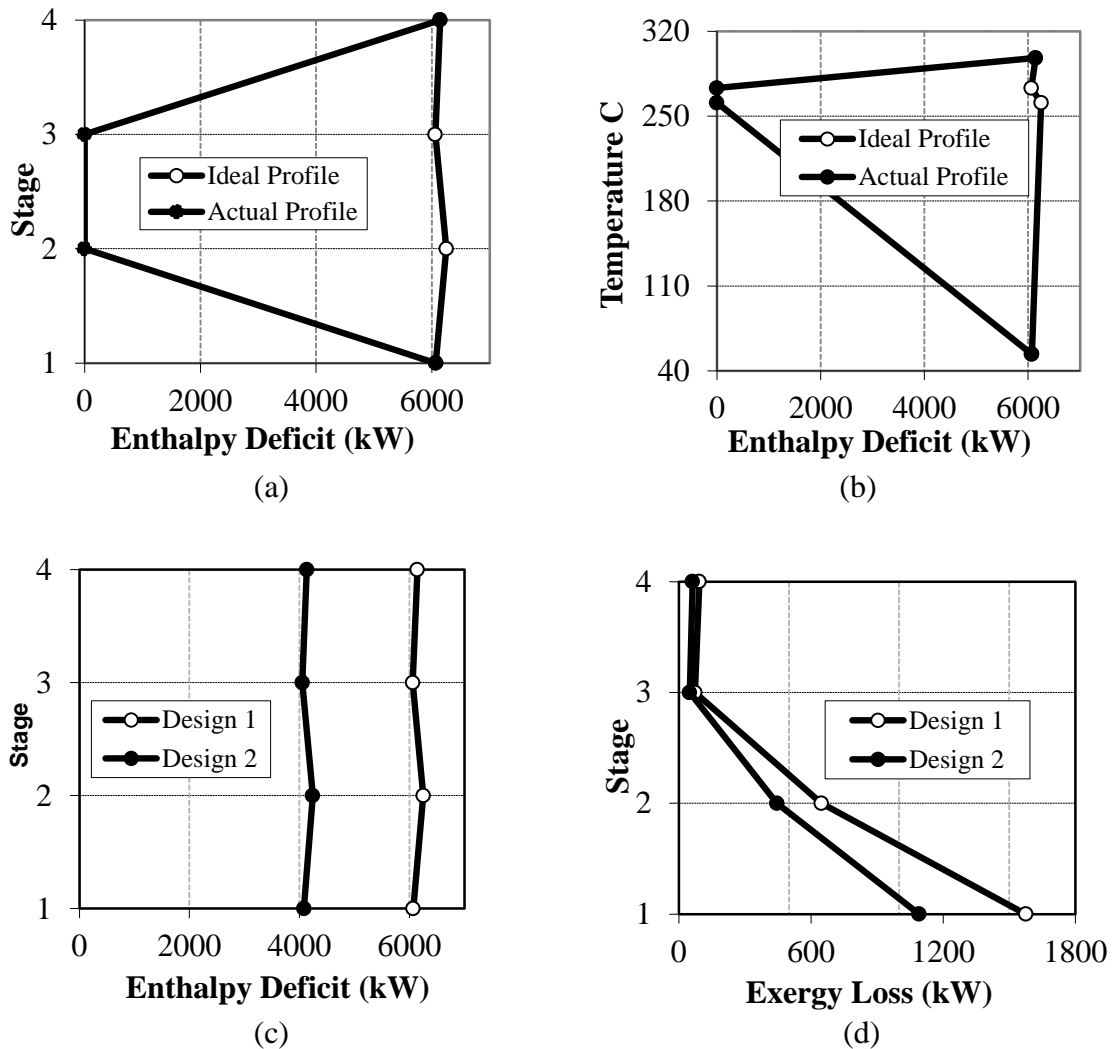 4
3
2
1
Stage
Ideal Profile
Actual Profile
0 2000 4000 6000
Enthalpy Deficit (kW)
(a)
320
250
180
110
40
Temperature C
Ideal Profile
Actual Profile
0 2000 4000 6000
Enthalpy Deficit (kW)
(b)
4
3
2
1
Stage
Design 1
Design 2
0 2000 4000 6000
Enthalpy Deficit (kW)
(c)
4
3
2
1
Stage
Design 1
Design 2
0 600 1200 1800
Exergy Loss (kW)
(d)